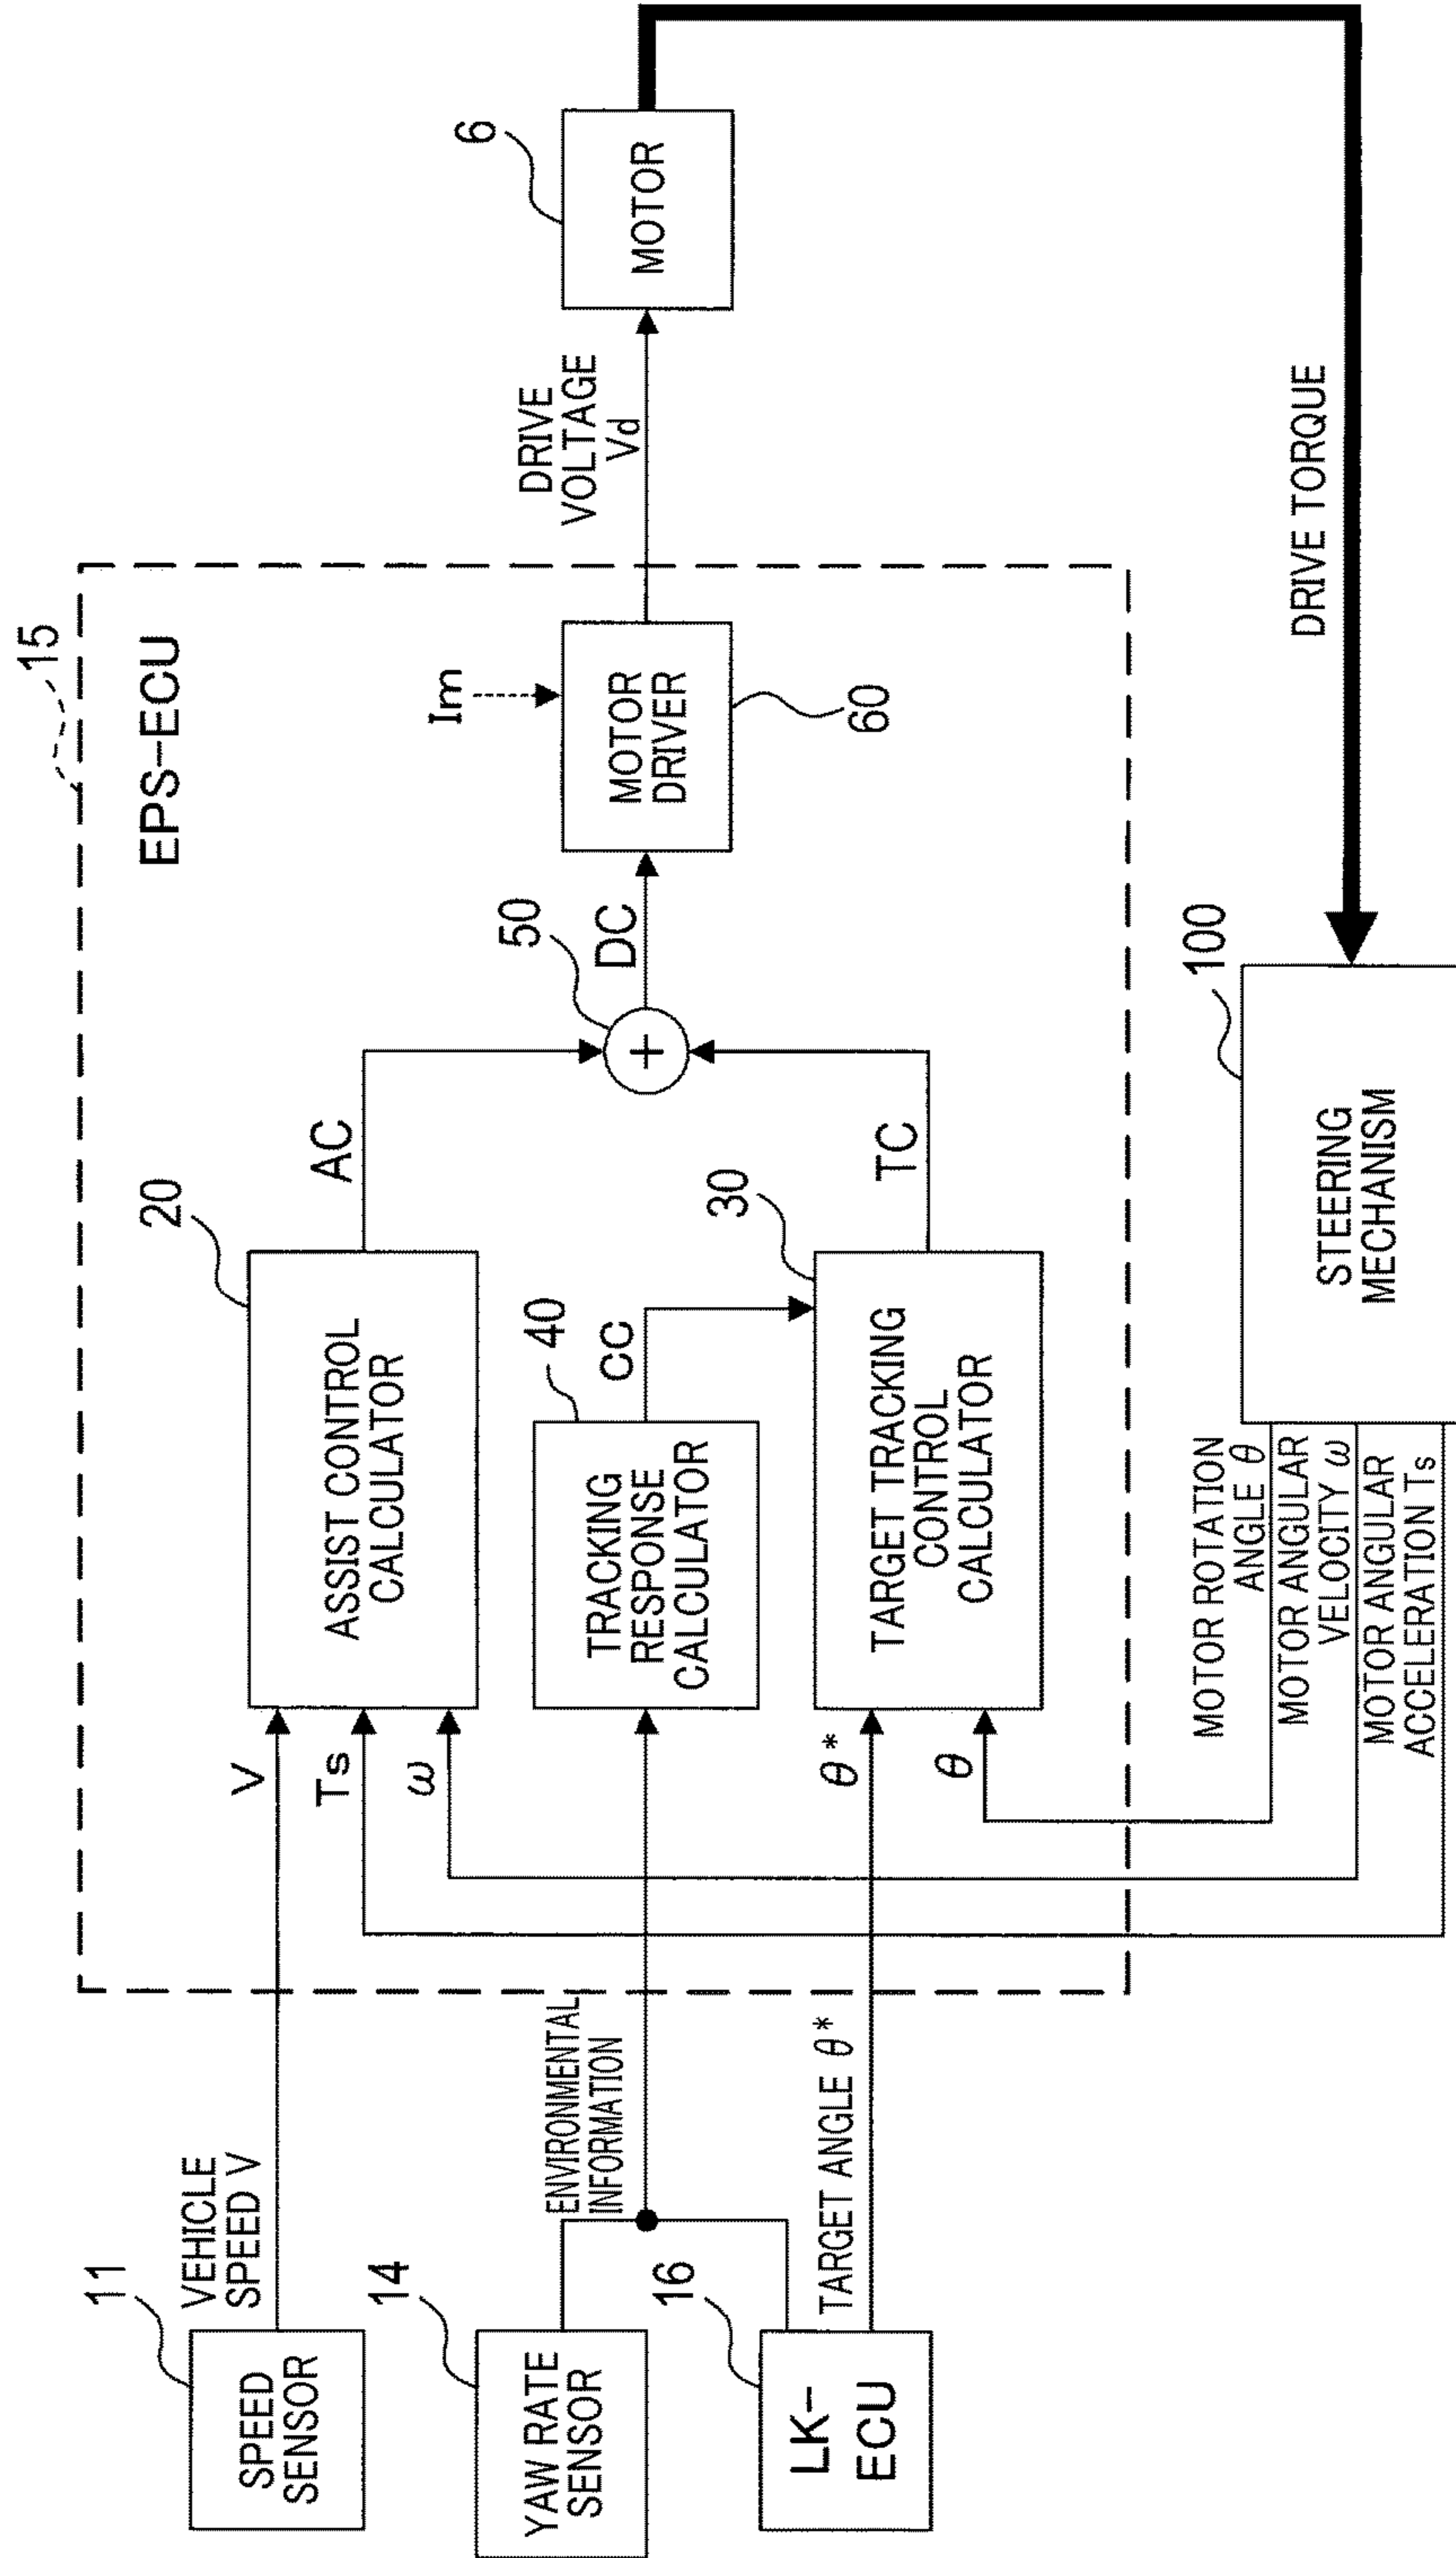 15
EPS-ECU
11
VEHICLE
SPEED V
SPEED
SENSOR
V
Ts
ω
20
ASSIST CONTROL
CALCULATOR
AC
14
YAW RATE
SENSOR
ENVIRONMENTAL
INFORMATION
40
TRACKING
RESPONSE
CALCULATOR
CC
50
+
DC
Im
MOTOR
DRIVER
60
DRIVE
VOLTAGE
Vd
6
MOTOR
16
LK-
ECU
TARGET ANGLE θ*
θ*
θ
30
TARGET TRACKING
CONTROL
CALCULATOR
TC
MOTOR ROTATION
ANGLE θ
MOTOR ANGULAR
VELOCITY ω
MOTOR ANGULAR
ACCELERATION Ts
100
STEERING
MECHANISM
DRIVE TORQUE